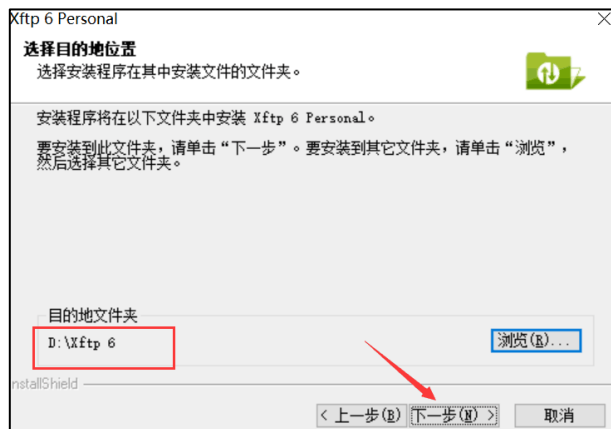 Xftp 6 Personal
选择目的地位置
选择安装程序在其中安装文件的文件夹。
安装程序将在以下文件夹中安装 Xftp 6 Personal。
要安装到此文件夹，请单击“下一步”。要安装到其它文件夹，请单击“浏览”，
然后选择其它文件夹。
目的地文件夹
D:\Xftp 6
浏览(R)...
nstallShield
< 上一步(B) 下一步(N) > 取消